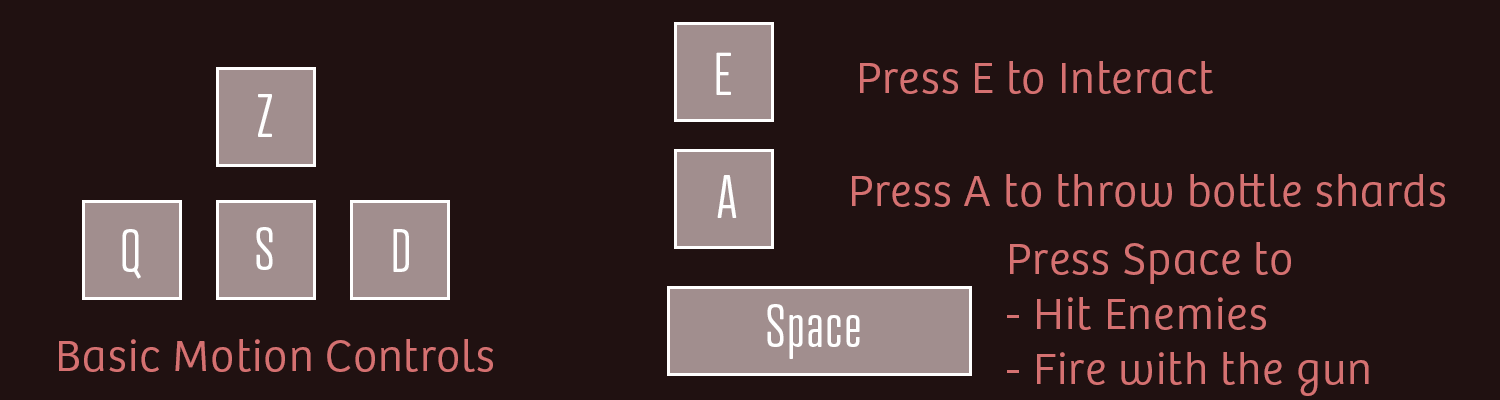 Z
Q S D
Basic Motion Controls
E
Press E to Interact
A
Press A to throw bottle shards
Space
Press Space to
- Hit Enemies
- Fire with the gun